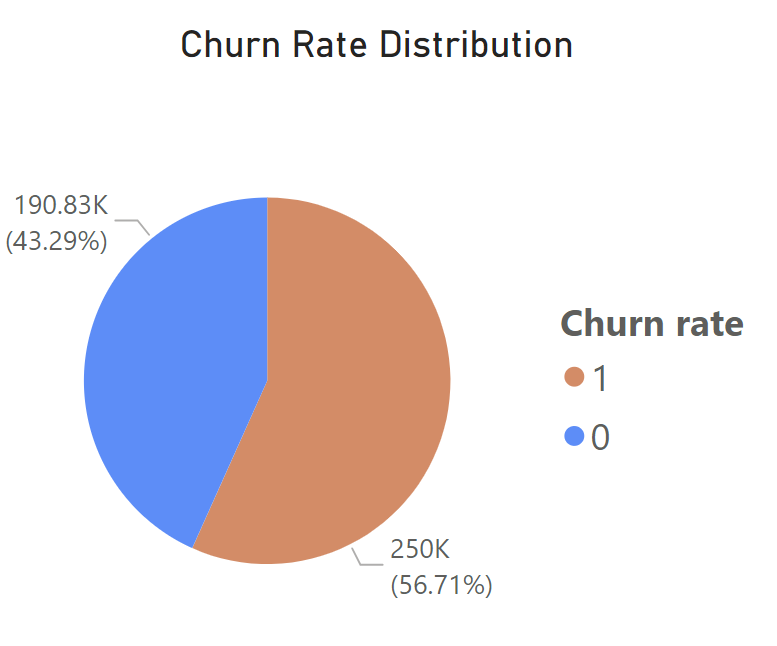 Churn Rate Distribution
190.83K
(43.29%)
Churn rate
1
0
250K
(56.71%)